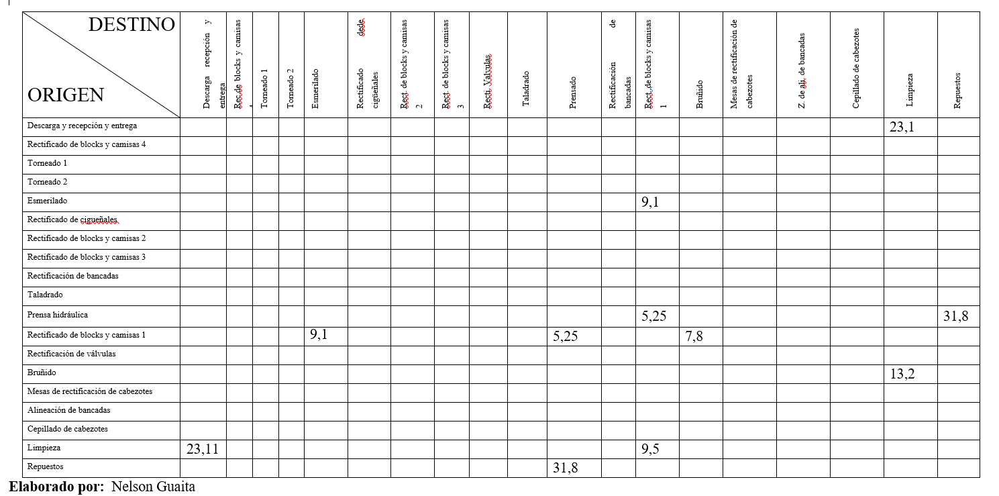 DESTINO
ORIGEN
Descarga recepción y
entrega
Rec.de blocks y camisas
Torneado 1
Torneado 2
Esmerilado
Rectificado dede
cigüeñales
Rect. de blocks y camisas
2
Rect. de blocks y camisas
3
Recti. Valvulas
Taladrado
Prensado
Rectificación de
bancadas
Rect. de blocks y camisas
1
Bruñido
Mesas de rectificación de
cabezotes
Z. de ali. de bancadas
Cepillado de cabezotes
Limpieza
Repuestos
Descarga y recepción y entrega 23,1
Rectificado de blocks y camisas 4
Torneado 1
Torneado 2
Esmerilado 9,1
Rectificado de cigueñales
Rectificado de blocks y camisas 2
Rectificado de blocks y camisas 3
Rectificación de bancadas
Taladrado
Prensa hidráulica 5,25 31,8
Rectificado de blocks y camisas 1 9,1 5,25 7,8
Rectificación de válvulas
Bruñido 13,2
Mesas de rectificación de cabezotes
Alineación de bancadas
Cepillado de cabezotes
Limpieza 23,11 9,5
Repuestos 31,8
Elaborado por: Nelson Guaita